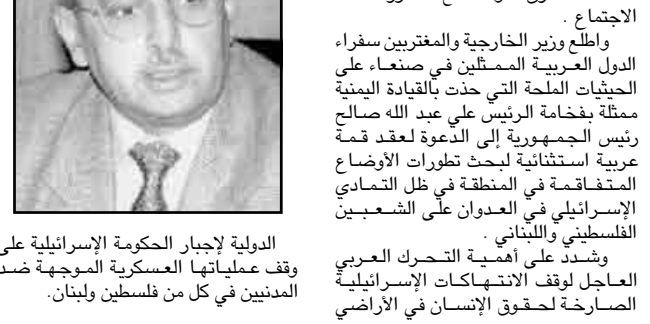 الاجتماع .
واطلع وزير الخارجية والمغتربين سفراء
الدول العربية الممثلين في صنعاء على
الحيثيات الملحة التي حذت بالقيادة اليمنية
ممثلة بفخامة الرئيس علي عبد الله صالح
رئيس الجمهورية إلى الدعوة لعقد قمة
عربية استثنائية لبحث تطورات الأوضاع
المتفاقمة في المنطقة في ظل التمادي
الإسرائيلي في العدوان على الشعبين
الفلسطيني واللبناني .
وشدد على أهمية التحرك العربي
العاجل لوقف الانتهاكات الإسرائيلية
الصارخة لحقوق الإنسان في الأراضي
الدولية لإجبار الحكومة الإسرائيلية على
وقف عملياتها العسكرية الموجهة ضد
المدنيين في كل من فلسطين ولبنان.